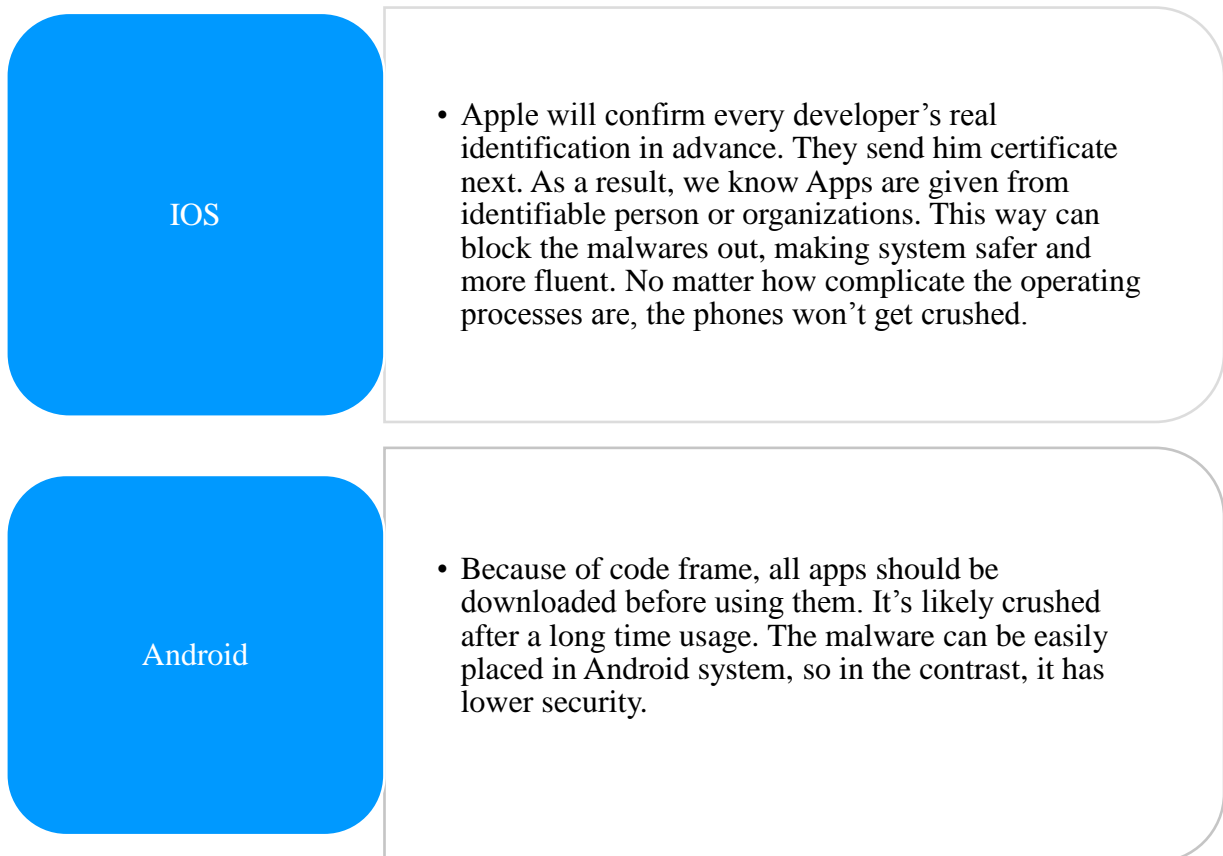 IOS
• Apple will confirm every developer’s real
identification in advance. They send him certificate
next. As a result, we know Apps are given from
identifiable person or organizations. This way can
block the malwares out, making system safer and
more fluent. No matter how complicate the operating
processes are, the phones won’t get crushed.
Android
• Because of code frame, all apps should be
downloaded before using them. It’s likely crushed
after a long time usage. The malware can be easily
placed in Android system, so in the contrast, it has
lower security.